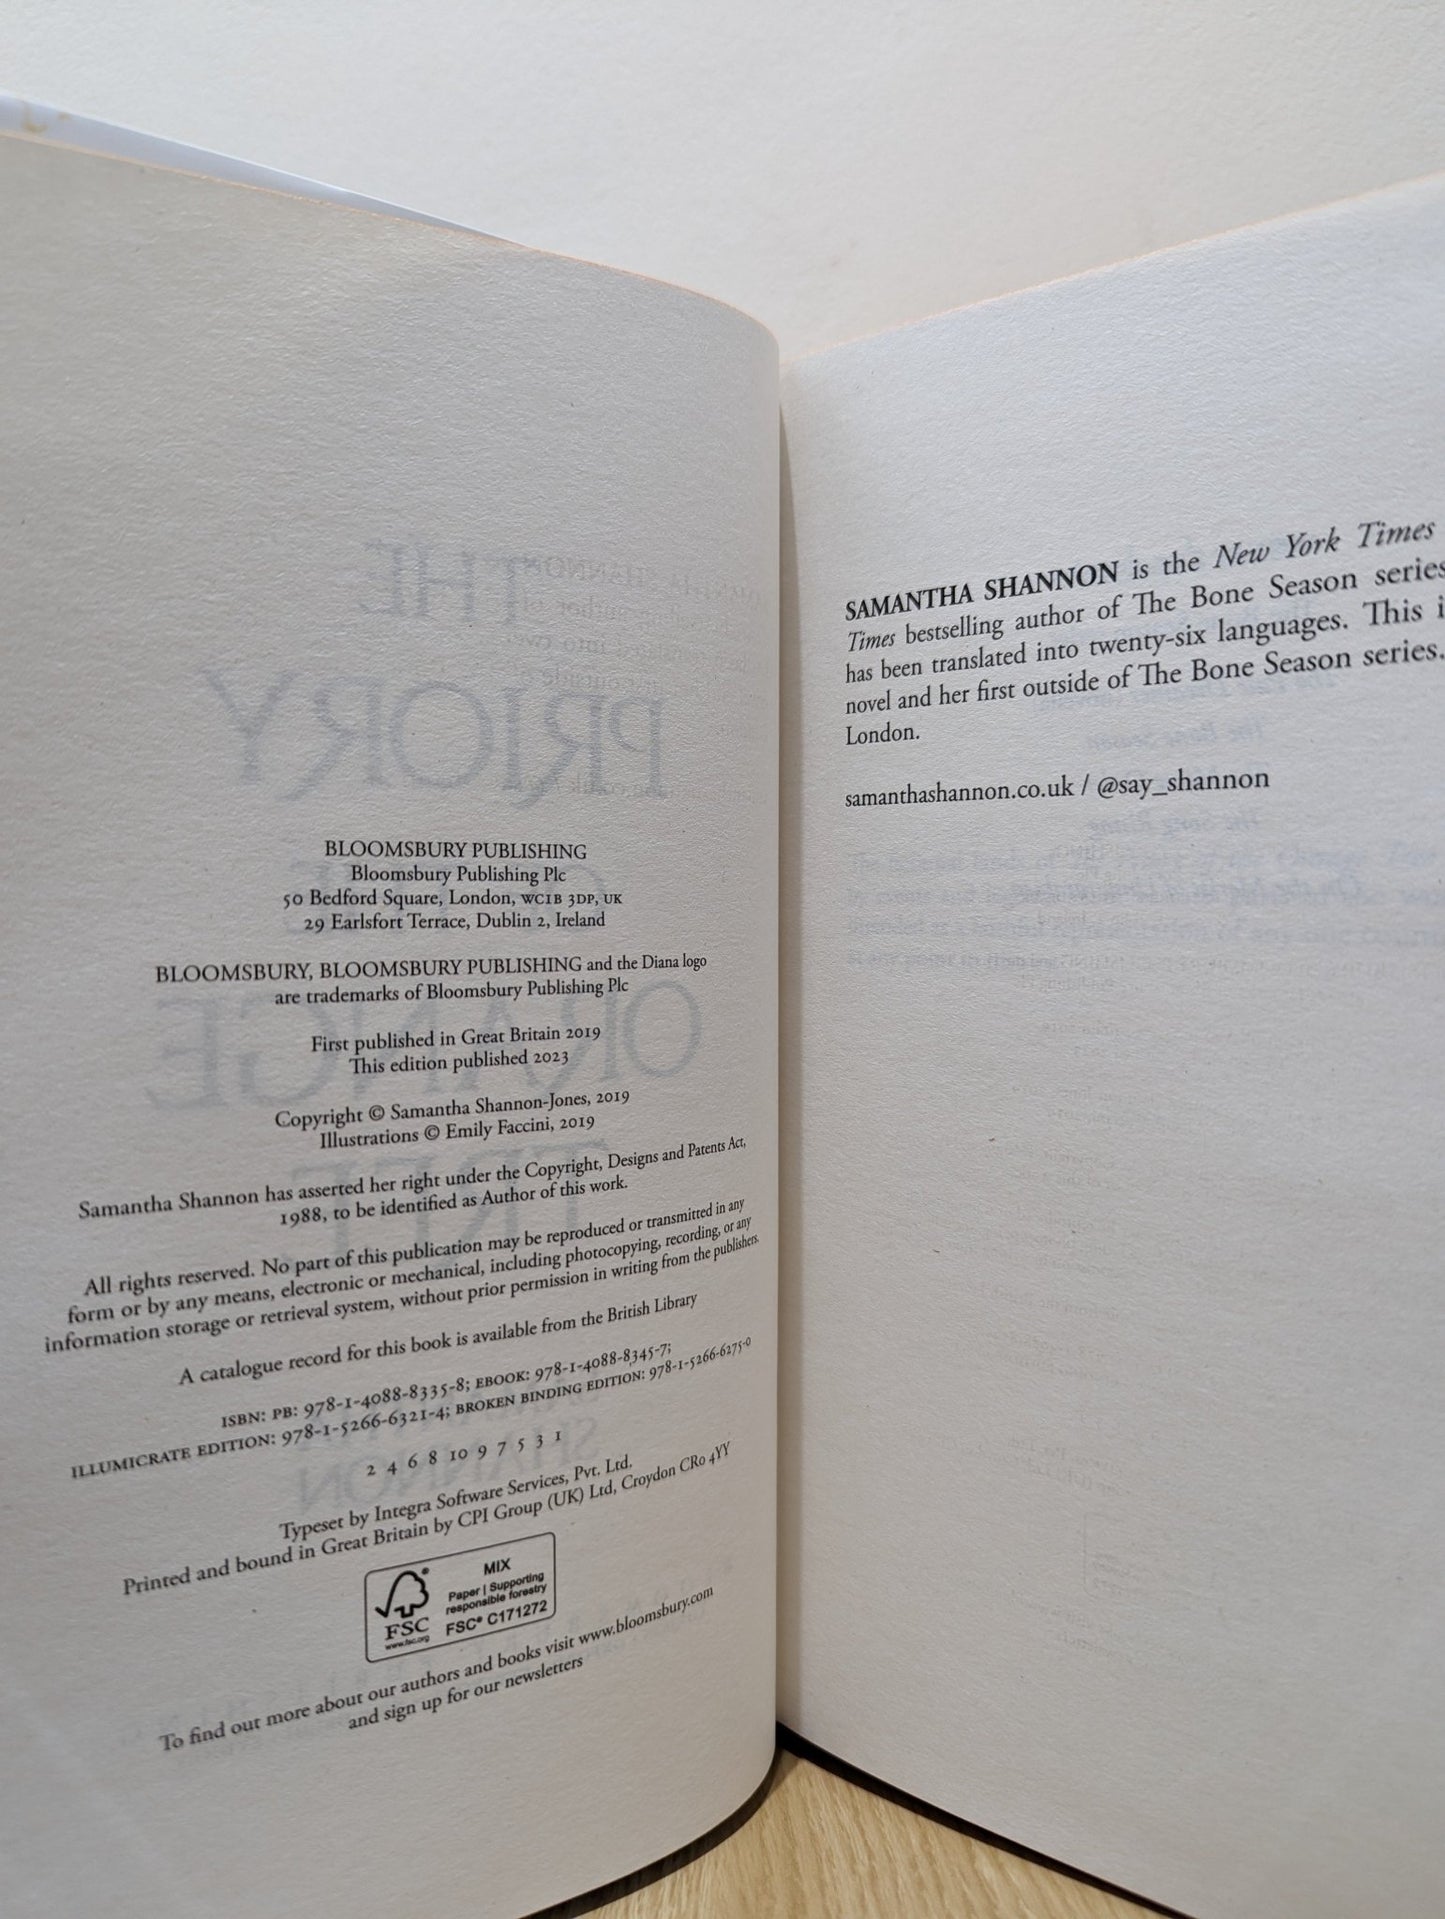 BLOOMSBURY PUBLISHING
Bloomsbury Publishing Plc
50 Bedford Square, London, WC1B 3DP, UK
29 Earlsfort Terrace, Dublin 2, Ireland
BLOOMSBURY, BLOOMSBURY PUBLISHING and the Diana logo
are trademarks of Bloomsbury Publishing Plc
First published in Great Britain 2019
This edition published 2023
Copyright © Samantha Shannon-Jones, 2019
Illustrations © Emily Faccini, 2019
Samantha Shannon has asserted her right under the Copyright, Designs and Patents Act,
1988, to be identified as Author of this work.
All rights reserved. No part of this publication may be reproduced or transmitted in any
form or by any means, electronic or mechanical, including photocopying, recording, or any
information storage or retrieval system, without prior permission in writing from the publishers.
A catalogue record for this book is available from the British Library
ISBN: PB: 978-1-4088-8335-8; EBOOK: 978-1-4088-8345-7;
ILLUMICRATE EDITION: 978-1-5266-6321-4; BROKEN BINDING EDITION: 978-1-5266-6275-0
2 4 6 8 10 9 7 5 3 1
Typeset by Integra Software Services, Pvt. Ltd.
Printed and bound in Great Britain by CPI Group (UK) Ltd, Croydon CR0 4YY
FSC
www.fsc.org
MIX
Paper | Supporting
responsible forestry
FSC® C171272
To find out more about our authors and books visit www.bloomsbury.com
and sign up for our newsletters
SAMANTHA SHANNON is the New York Times
Times bestselling author of The Bone Season series
has been translated into twenty-six languages. This
novel and her first outside of The Bone Season series.
London.
samanthashannon.co.uk / @say_shannon